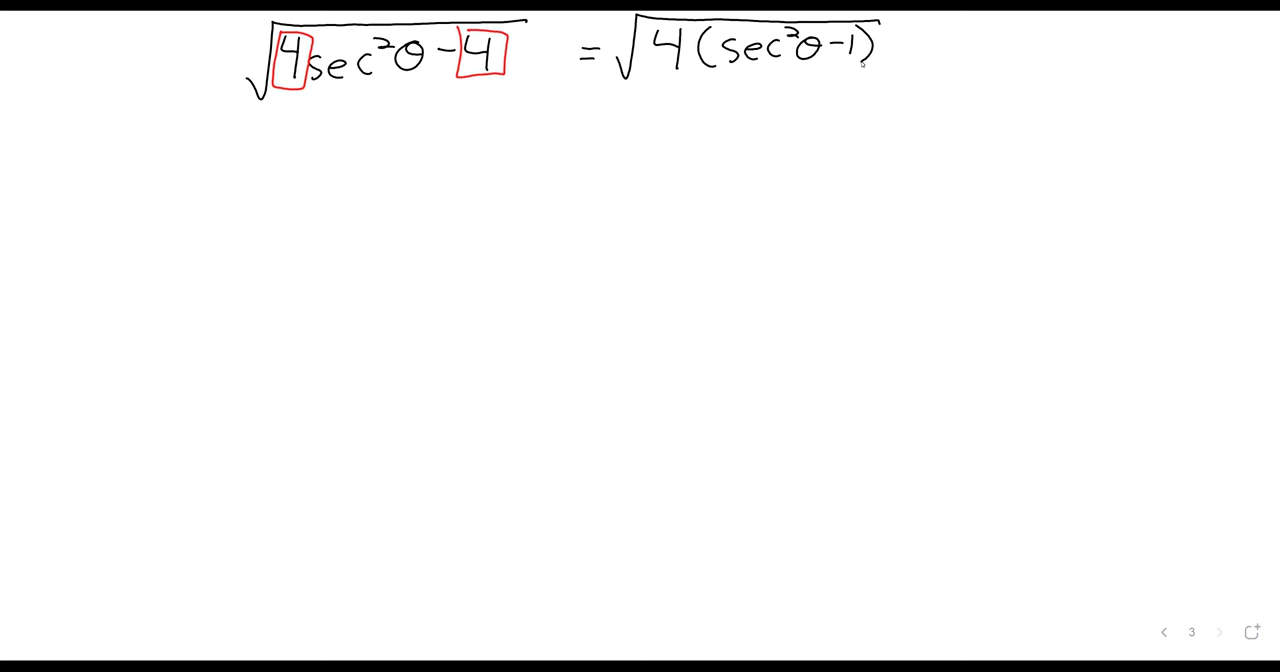 √4sec²θ-4 = √4(sec²θ-1)
< 3 >